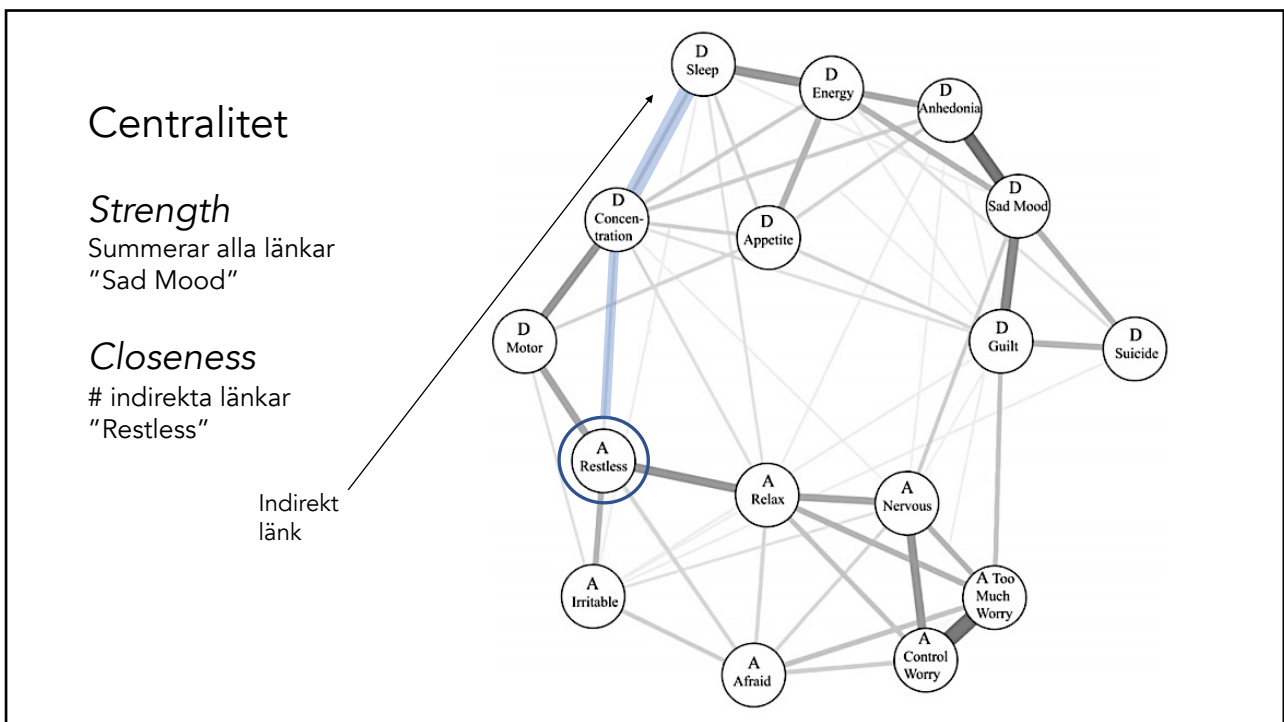 Centralitet
Strength
Summerar alla länkar
”Sad Mood”
Closeness
# indirekta länkar
”Restless”
Indirekt
länk
D
Sleep
D
Energy
D
Anhedonia
D
Sad Mood
D
Concen-
tration
D
Appetite
D
Motor
D
Guilt
D
Suicide
A
Restless
A
Relax
A
Nervous
A
Irritable
A Too
Much
Worry
A
Control
Worry
A
Afraid